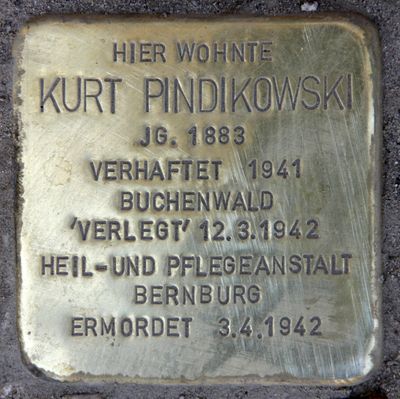 HIER WOHNTE
KURT PINDIKOWSKI
JG. 1883
VERHAFTET 1941
BUCHENWALD
'VERLEGT' 12.3.1942
HEIL-UND PFLEGEANSTALT
BERNBURG
ERMORDET 3.4.1942